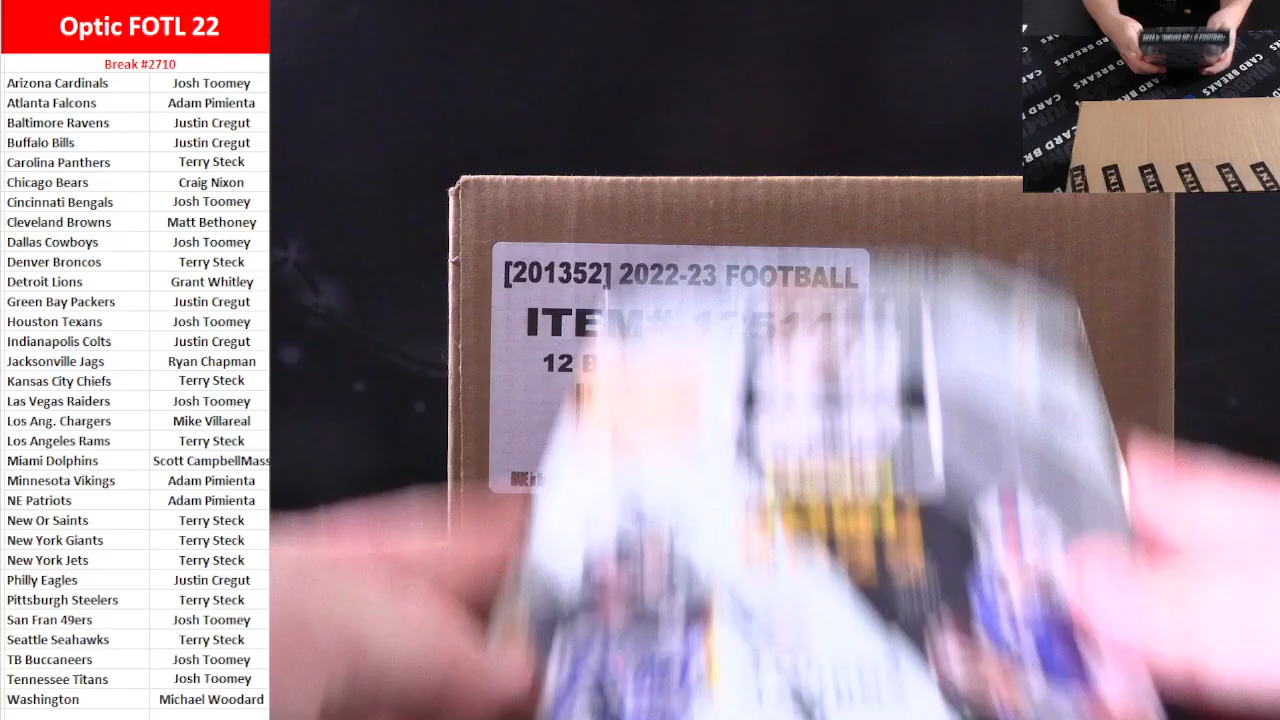 Optic FOTL 22
Break #2710
Arizona Cardinals Josh Toomey
Atlanta Falcons Adam Pimienta
Baltimore Ravens Justin Cregut
Buffalo Bills Justin Cregut
Carolina Panthers Terry Steck
Chicago Bears Craig Nixon
Cincinnati Bengals Josh Toomey
Cleveland Browns Matt Bethoney
Dallas Cowboys Josh Toomey
Denver Broncos Terry Steck
Detroit Lions Grant Whitley
Green Bay Packers Justin Cregut
Houston Texans Josh Toomey
Indianapolis Colts Justin Cregut
Jacksonville Jags Ryan Chapman
Kansas City Chiefs Terry Steck
Las Vegas Raiders Josh Toomey
Los Ang. Chargers Mike Villareal
Los Angeles Rams Terry Steck
Miami Dolphins Scott CampbellMass
Minnesota Vikings Adam Pimienta
NE Patriots Adam Pimienta
New Or Saints Terry Steck
New York Giants Terry Steck
New York Jets Terry Steck
Philly Eagles Justin Cregut
Pittsburgh Steelers Terry Steck
San Fran 49ers Josh Toomey
Seattle Seahawks Terry Steck
TB Buccaneers Josh Toomey
Tennessee Titans Josh Toomey
Washington Michael Woodard
[201352] 2022-23 FOOTBALL
ITEM#
12 B
CARD BREAKS
CARD BREAKS